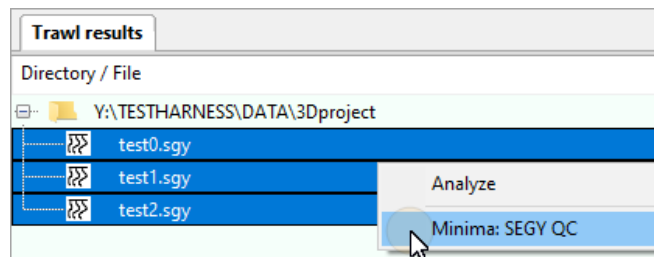 Trawl results
Directory / File
Y:\TESTHARNESS\DATA\3Dproject
test0.sgy
test1.sgy
Analyze
test2.sgy
Minima: SEGY QC